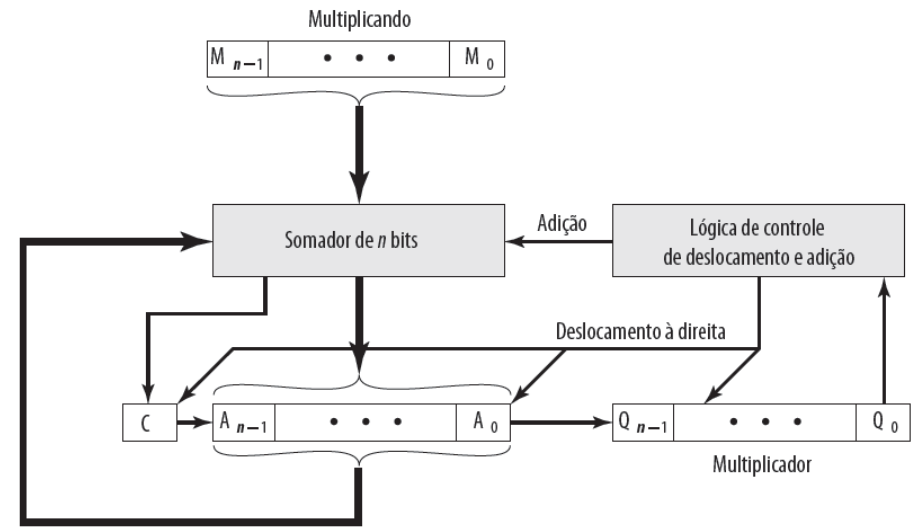 Multiplicando
M n–1 • • • M 0
Somador de n bits
Adição
Lógica de controle
de deslocamento e adição
Deslocamento à direita
C
A n–1 • • • A 0
Q n–1 • • • Q 0
Multiplicador